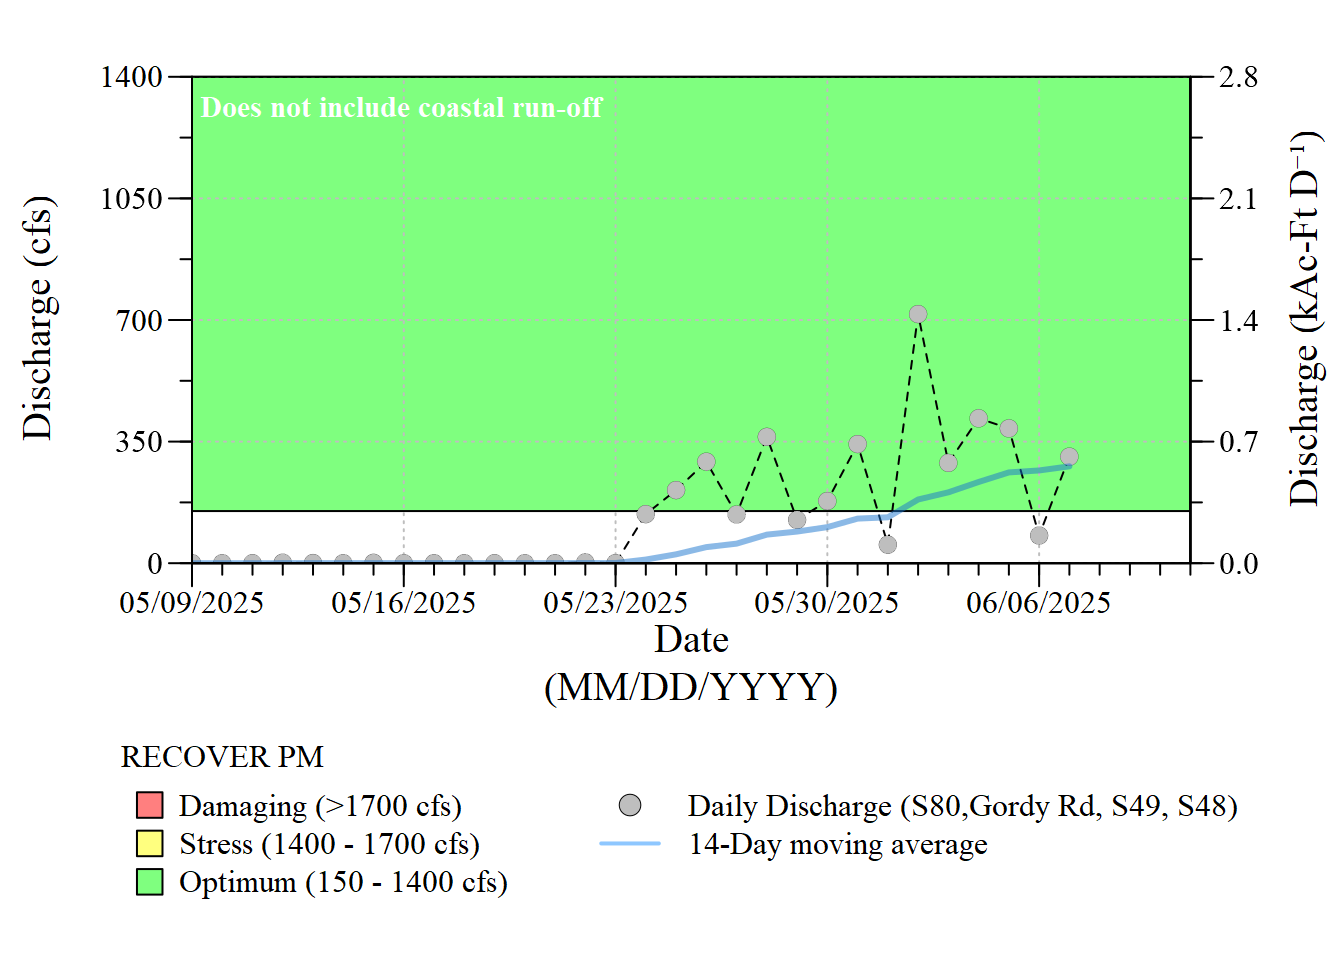 1400
1050
700
350
0
Discharge (cfs)
Does not include coastal run-off
2.8
2.1
1.4
0.7
0.0
Discharge (kAc-Ft D⁻¹)
05/09/2025 05/16/2025 05/23/2025 05/30/2025 06/06/2025
Date
(MM/DD/YYYY)
RECOVER PM
Damaging (>1700 cfs)
Stress (1400 - 1700 cfs)
Optimum (150 - 1400 cfs)
Daily Discharge (S80,Gordy Rd, S49, S48)
14-Day moving average